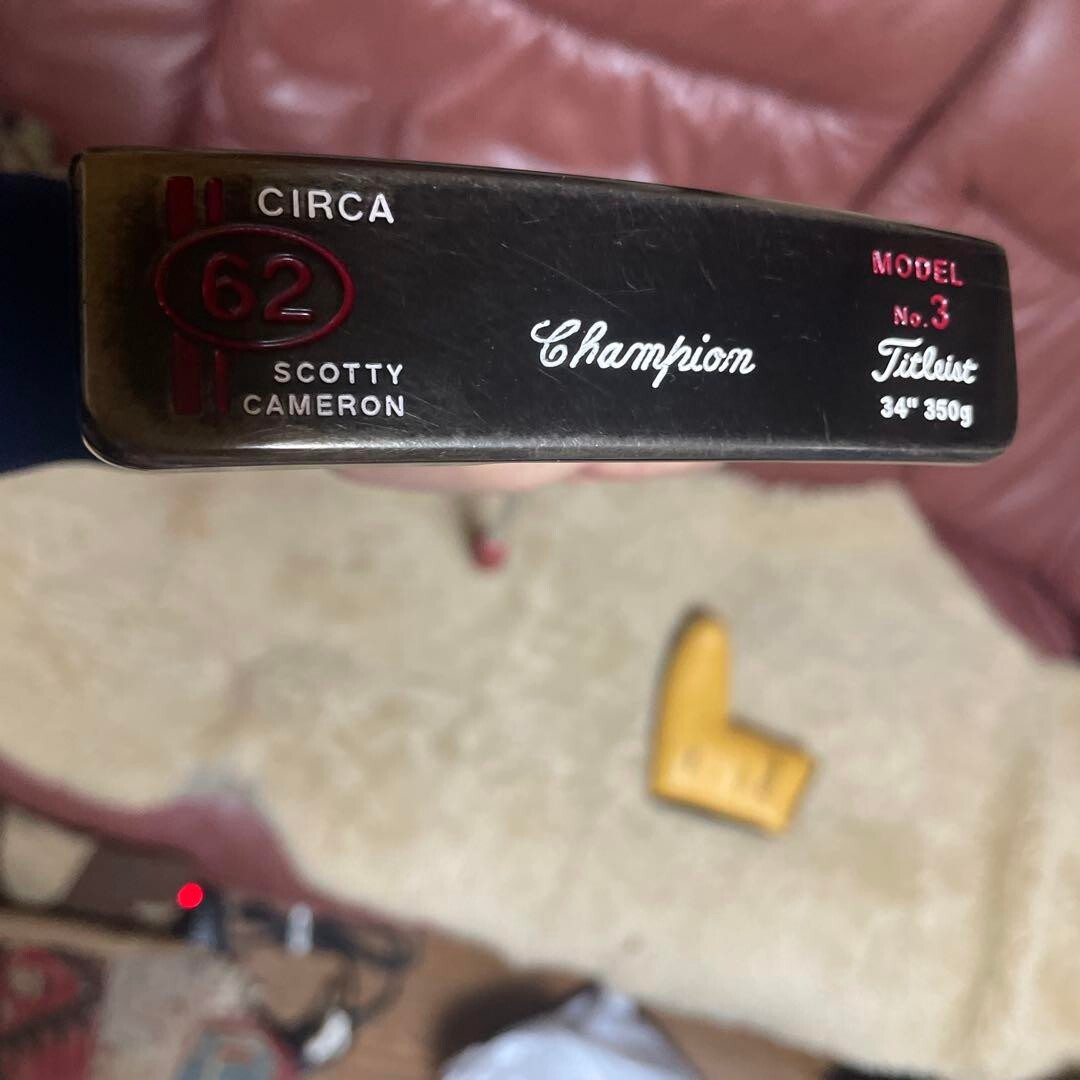 CIRCA
62
SCOTTY
CAMERON
Champion
MODEL
No.3
Titleist
34" 350g